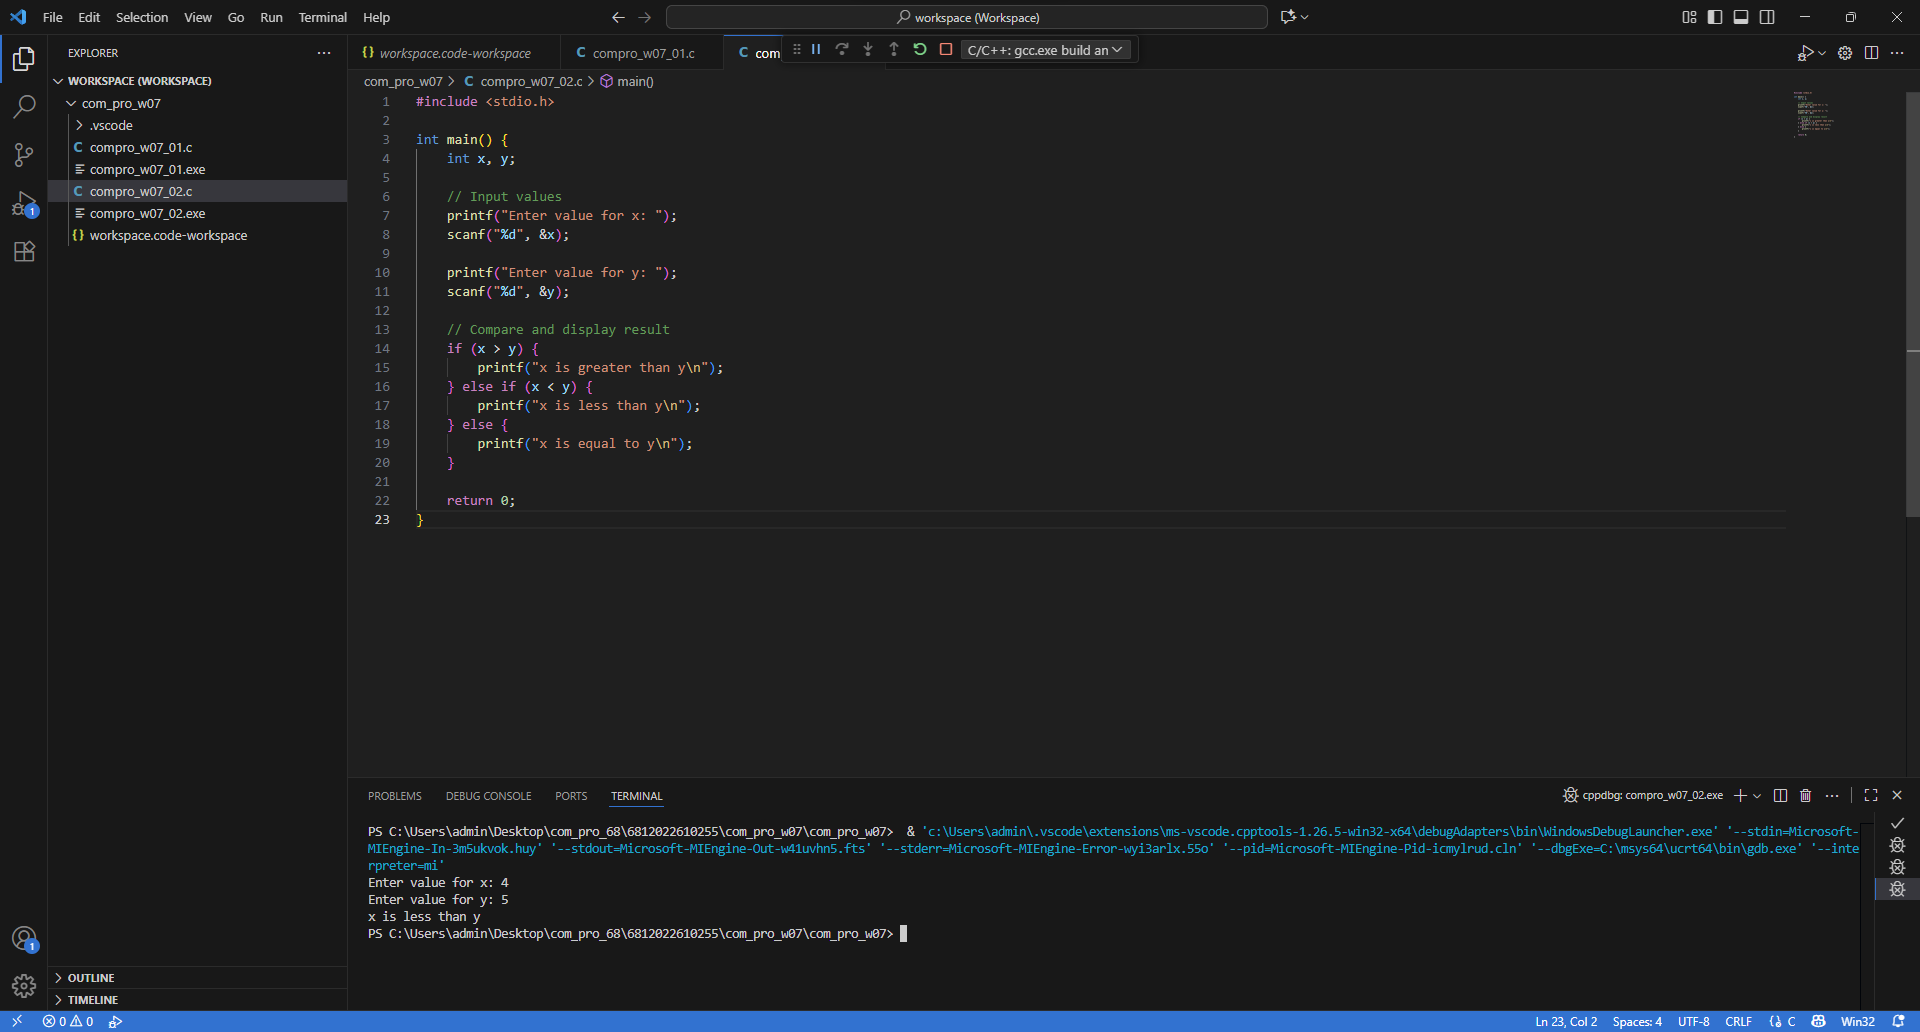 File Edit Selection View Go Run Terminal Help
workspace (Workspace)
EXPLORER
WORKSPACE (WORKSPACE)
com_pro_w07
.vscode
C compro_w07_01.c
compro_w07_01.exe
C compro_w07_02.c
compro_w07_02.exe
{} workspace.code-workspace
OUTLINE
TIMELINE
{} workspace.code-workspace
C compro_w07_01.c
C com
C/C++: gcc.exe build an
com_pro_w07 > C compro_w07_02.c > main()
1 #include <stdio.h>
2
3 int main() {
4 int x, y;
5
6 // Input values
7 printf("Enter value for x: ");
8 scanf("%d", &x);
9
10 printf("Enter value for y: ");
11 scanf("%d", &y);
12
13 // Compare and display result
14 if (x > y) {
15 printf("x is greater than y\n");
16 } else if (x < y) {
17 printf("x is less than y\n");
18 } else {
19 printf("x is equal to y\n");
20 }
21
22 return 0;
23 }
PROBLEMS DEBUG CONSOLE PORTS TERMINAL
cppdbg: compro_w07_02.exe
PS C:\Users\admin\Desktop\com_pro_68\6812022610255\com_pro_w07\com_pro_w07> & 'c:\Users\admin\.vscode\extensions\ms-vscode.cpptools-1.26.5-win32-x64\debugAdapters\bin\WindowsDebugLauncher.exe' '--stdin=Microsoft-
MIEngine-In-3m5ukvok.huy' '--stdout=Microsoft-MIEngine-Out-w41uvhn5.fts' '--stderr=Microsoft-MIEngine-Error-wyi3arlx.55o' '--pid=Microsoft-MIEngine-Pid-icmylrud.cln' '--dbgExe=C:\msys64\ucrt64\bin\gdb.exe' '--inte
rpreter=mi'
Enter value for x: 4
Enter value for y: 5
x is less than y
PS C:\Users\admin\Desktop\com_pro_68\6812022610255\com_pro_w07\com_pro_w07>
1
1
0 0
Ln 23, Col 2 Spaces: 4 UTF-8 CRLF {} C Win32